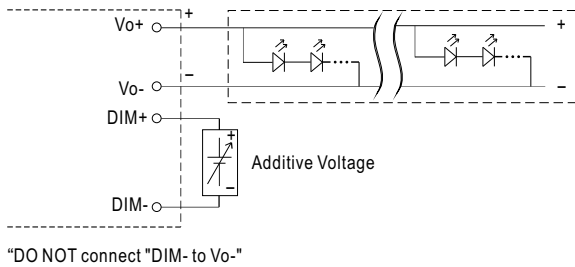 Vo+
+
+
Vo-
–
–
DIM+
+
–
Additive Voltage
DIM-
“DO NOT connect "DIM- to Vo-"